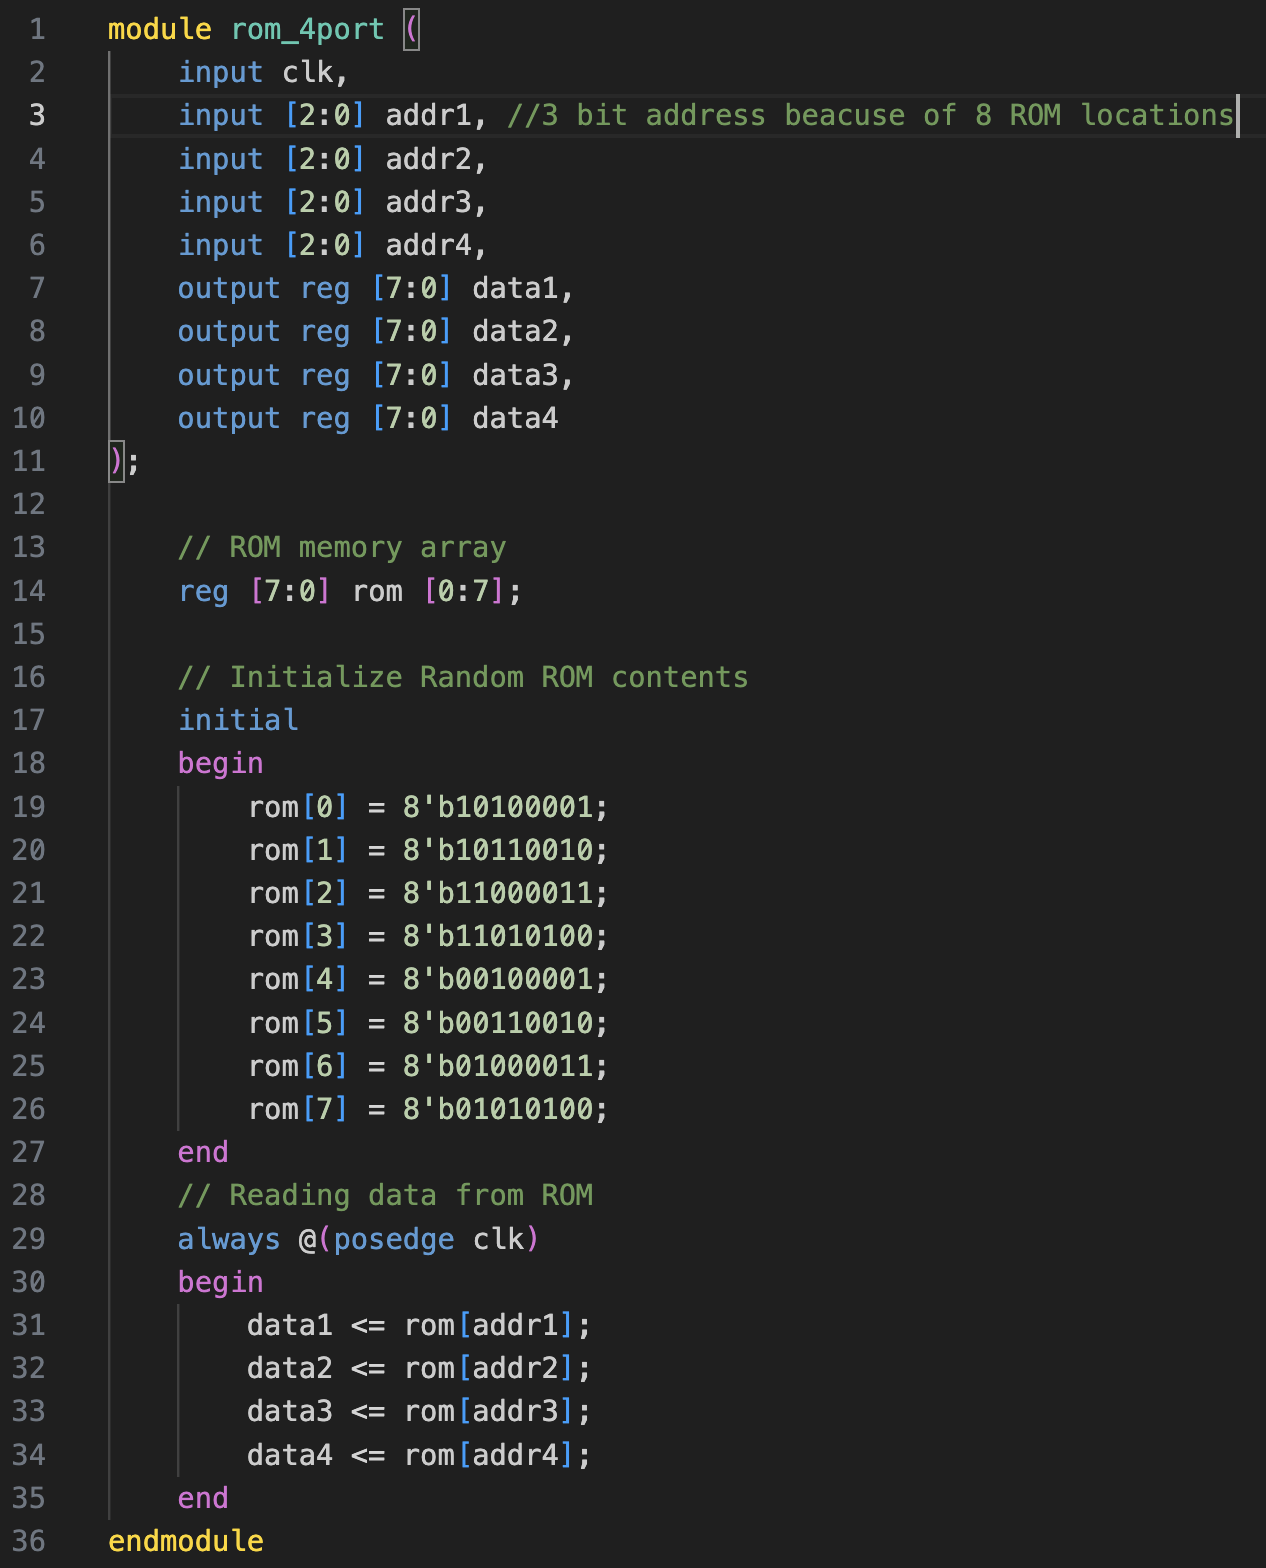 1 module rom_4port (
2 input clk,
3 input [2:0] addr1, //3 bit address beacuse of 8 ROM locations
4 input [2:0] addr2,
5 input [2:0] addr3,
6 input [2:0] addr4,
7 output reg [7:0] data1,
8 output reg [7:0] data2,
9 output reg [7:0] data3,
10 output reg [7:0] data4
11 );
12
13 // ROM memory array
14 reg [7:0] rom [0:7];
15
16 // Initialize Random ROM contents
17 initial
18 begin
19 rom[0] = 8'b10100001;
20 rom[1] = 8'b10110010;
21 rom[2] = 8'b11000011;
22 rom[3] = 8'b11010100;
23 rom[4] = 8'b00100001;
24 rom[5] = 8'b00110010;
25 rom[6] = 8'b01000011;
26 rom[7] = 8'b01010100;
27 end
28 // Reading data from ROM
29 always @(posedge clk)
30 begin
31 data1 <= rom[addr1];
32 data2 <= rom[addr2];
33 data3 <= rom[addr3];
34 data4 <= rom[addr4];
35 end
36 endmodule